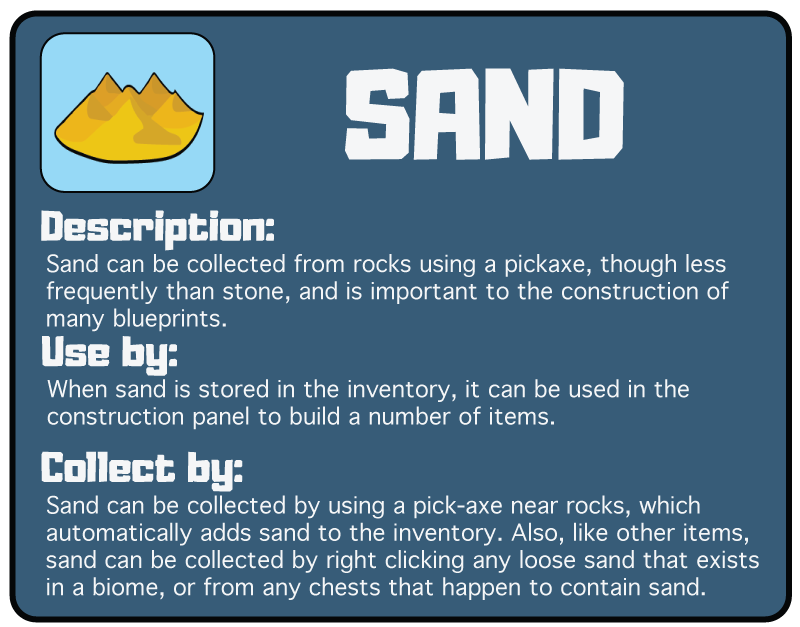 SAND
Description:
Sand can be collected from rocks using a pickaxe, though less
frequently than stone, and is important to the construction of
many blueprints.
Use by:
When sand is stored in the inventory, it can be used in the
construction panel to build a number of items.
Collect by:
Sand can be collected by using a pick-axe near rocks, which
automatically adds sand to the inventory. Also, like other items,
sand can be collected by right clicking any loose sand that exists
in a biome, or from any chests that happen to contain sand.